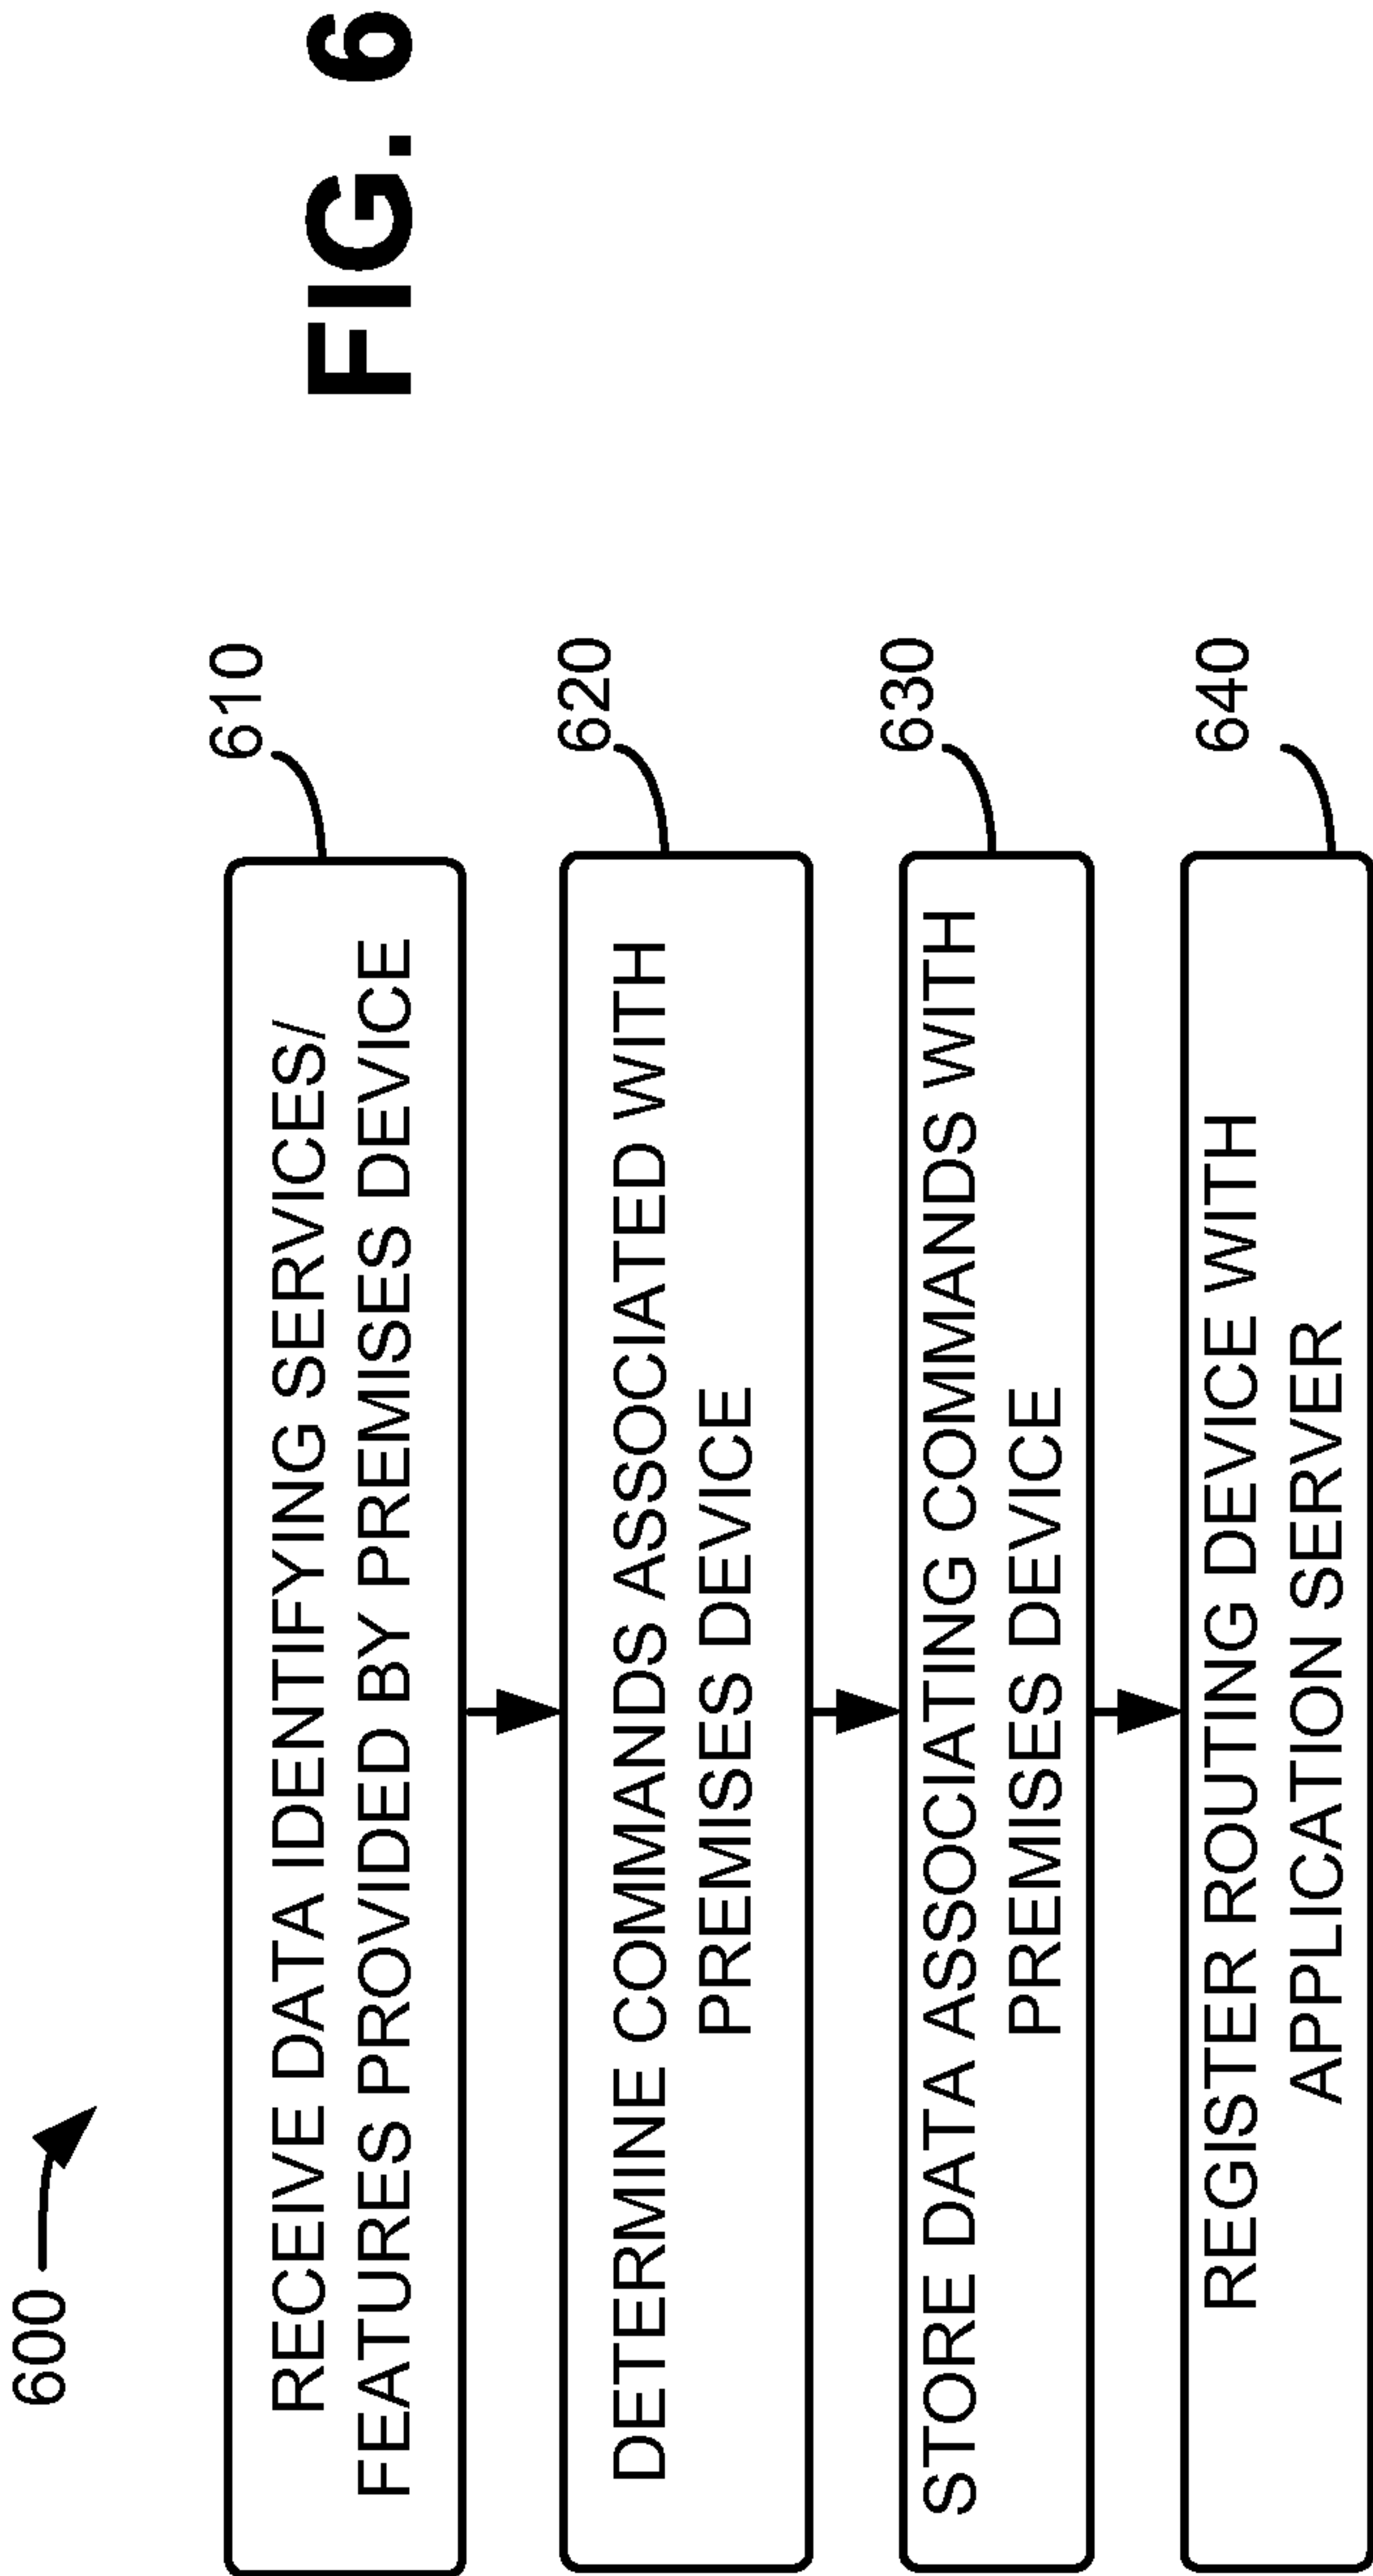 600
RECEIVE DATA IDENTIFYING SERVICES/
FEATURES PROVIDED BY PREMISES DEVICE
610
DETERMINE COMMANDS ASSOCIATED WITH
PREMISES DEVICE
620
STORE DATA ASSOCIATING COMMANDS WITH
PREMISES DEVICE
630
REGISTER ROUTING DEVICE WITH
APPLICATION SERVER
640
FIG. 6